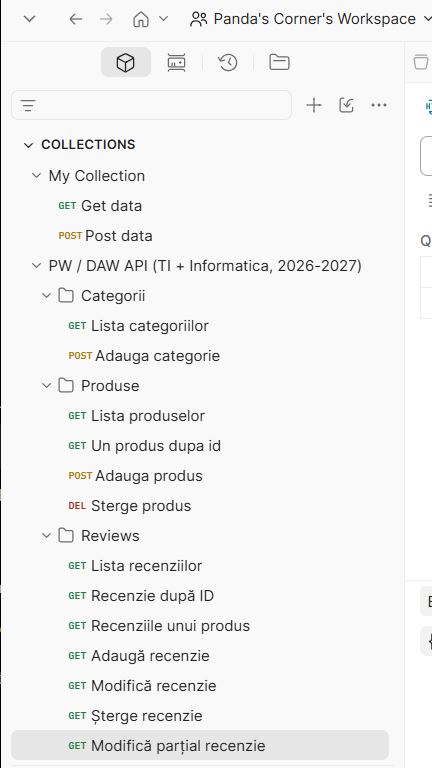 Panda's Corner's Workspace
COLLECTIONS
My Collection
GET Get data
POST Post data
PW / DAW API (TI + Informatica, 2026-2027)
Categorii
GET Lista categoriilor
POST Adauga categorie
Produse
GET Lista produselor
GET Un produs dupa id
POST Adauga produs
DEL Sterge produs
Reviews
GET Lista recenziilor
GET Recenzie după ID
GET Recenziile unui produs
GET Adaugă recenzie
GET Modifică recenzie
GET Șterge recenzie
GET Modifică parțial recenzie